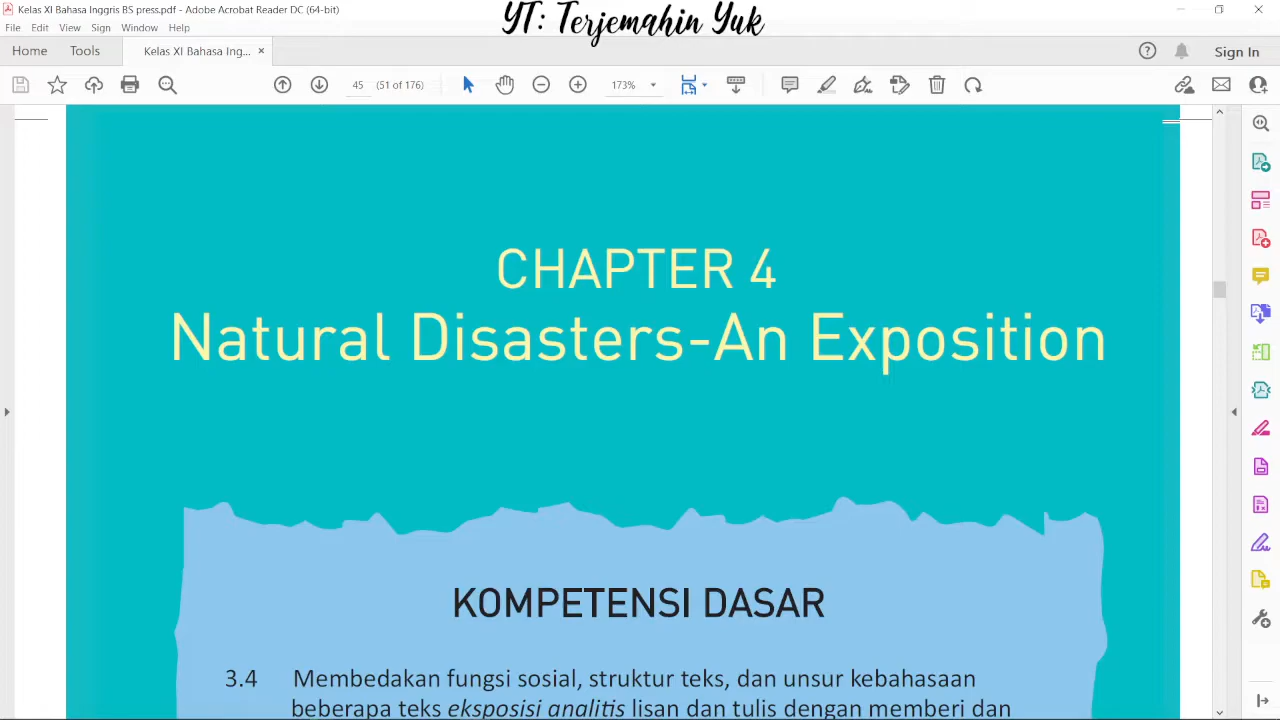 Kelas XI Bahasa Inggris BS press.pdf - Adobe Acrobat Reader DC (64-bit)
YT: Terjemahin Yuk
File Edit View Sign Window Help
Home Tools Kelas XI Bahasa Ing... × Sign In
45 (51 of 176) 173%
CHAPTER 4
Natural Disasters-An Exposition
KOMPETENSI DASAR
3.4 Membedakan fungsi sosial, struktur teks, dan unsur kebahasaan
beberapa teks eksposisi analitis lisan dan tulis dengan memberi dan